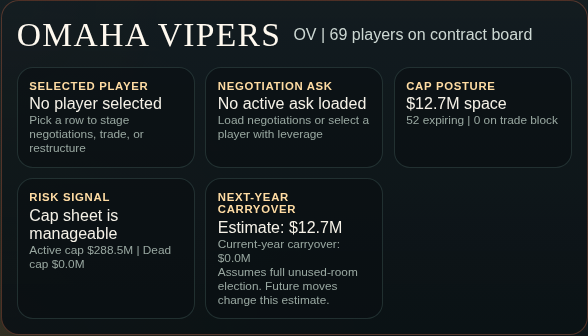 OMAHA VIPERS OV | 69 players on contract board
SELECTED PLAYER
No player selected
Pick a row to stage
negotiations, trade, or
restructure
NEGOTIATION ASK
No active ask loaded
Load negotiations or select a
player with leverage
CAP POSTURE
$12.7M space
52 expiring | 0 on trade block
RISK SIGNAL
Cap sheet is
manageable
Active cap $288.5M | Dead
cap $0.0M
NEXT-YEAR
CARRYOVER
Estimate: $12.7M
Current-year carryover:
$0.0M
Assumes full unused-room
election. Future moves
change this estimate.